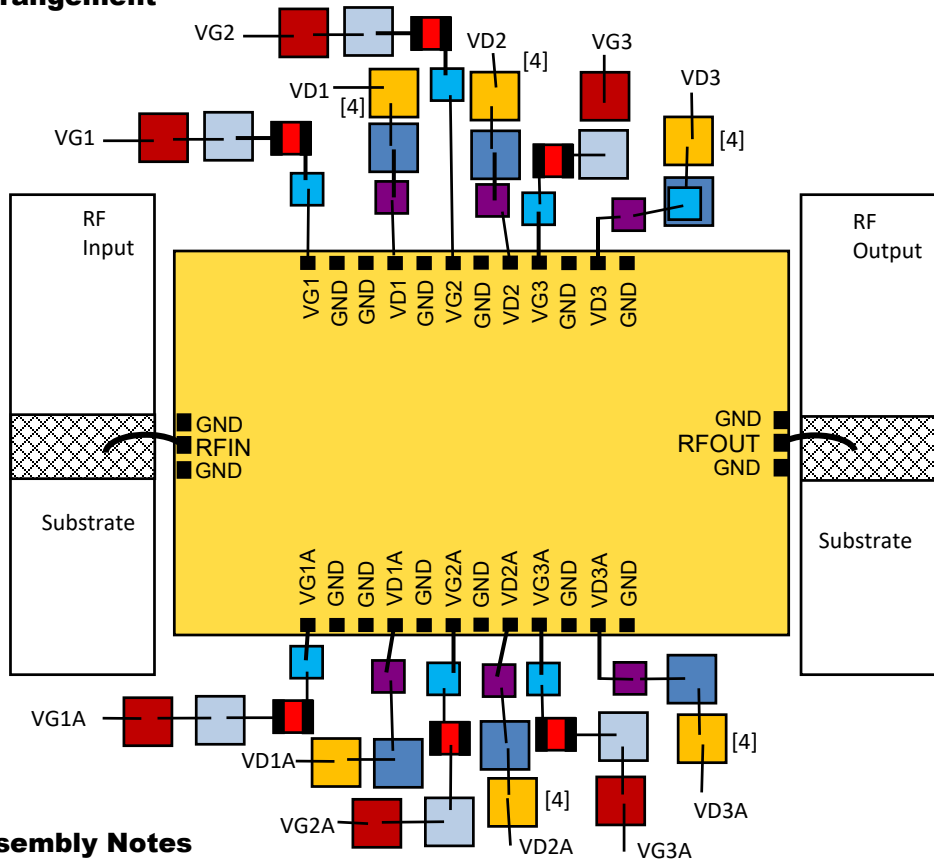 rangement
VG2
VD2
[4]
VG3
VD1
[4]
VD3
[4]
VG1
RF
Input
RF
Output
VG1
GND
GND
VD1
GND
VG2
GND
VD2
VG3
GND
VD3
GND
GND
RFIN
GND
GND
RFOUT
GND
Substrate
Substrate
VG1A
GND
GND
VD1A
GND
VG2A
GND
VD2A
VG3A
GND
VD3A
GND
VG1A
VD1A
[4]
[4]
VD3A
VG2A
VD2A
VG3A
sembly Notes